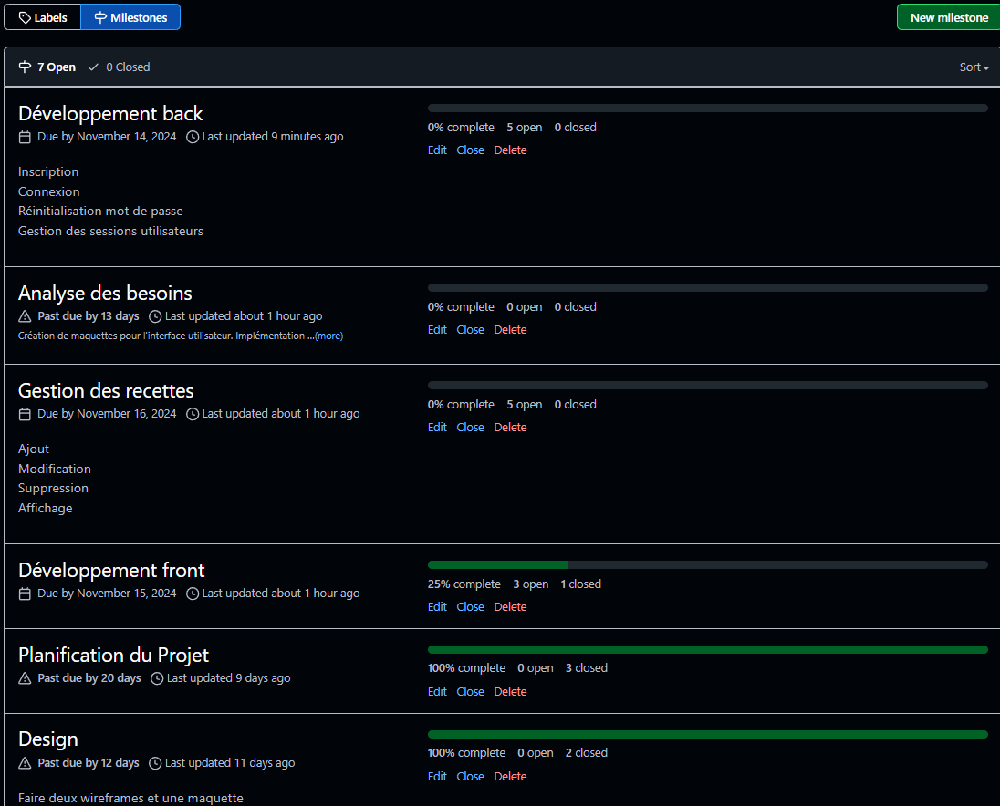 Labels Milestones New milestone
7 Open 0 Closed Sort
Développement back
0% complete 5 open 0 closed
Due by November 14, 2024 Last updated 9 minutes ago
Edit Close Delete
Inscription
Connexion
Réinitialisation mot de passe
Gestion des sessions utilisateurs
Analyse des besoins
0% complete 0 open 0 closed
Past due by 13 days Last updated about 1 hour ago
Edit Close Delete
Création de maquettes pour l'interface utilisateur. Implémentation ...(more)
Gestion des recettes
0% complete 5 open 0 closed
Due by November 16, 2024 Last updated about 1 hour ago
Edit Close Delete
Ajout
Modification
Suppression
Affichage
Développement front
25% complete 3 open 1 closed
Due by November 15, 2024 Last updated about 1 hour ago
Edit Close Delete
Planification du Projet
100% complete 0 open 3 closed
Past due by 20 days Last updated 9 days ago
Edit Close Delete
Design
100% complete 0 open 2 closed
Past due by 12 days Last updated 11 days ago
Edit Close Delete
Faire deux wireframes et une maquette